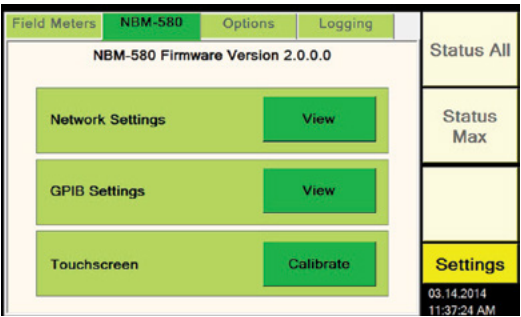 Field Meters NBM-580 Options Logging
NBM-580 Firmware Version 2.0.0.0
Network Settings View
GPIB Settings View
Touchscreen Calibrate
Status All
Status
Max
Settings
03.14.2014
11:37:24 AM